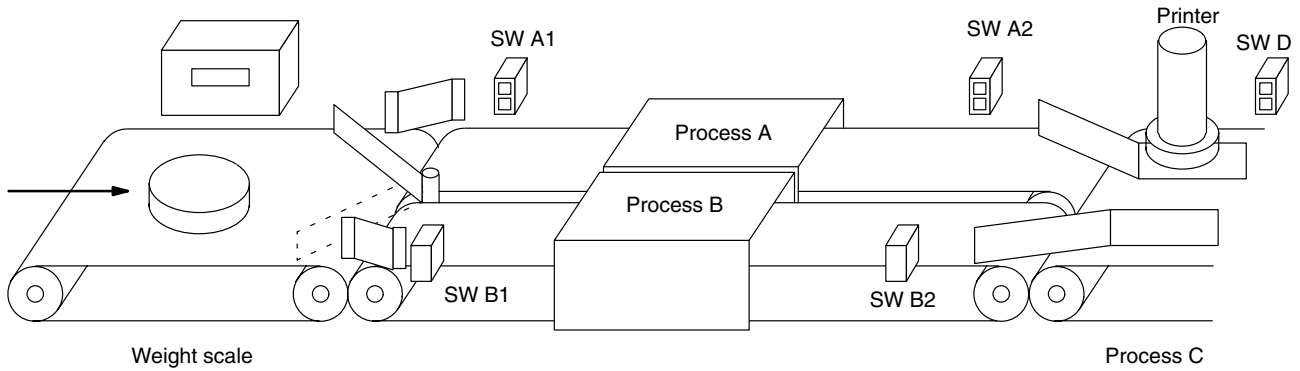 Printer
SW A1
SW A2
SW D
Process A
Process B
SW B1
SW B2
Weight scale
Process C